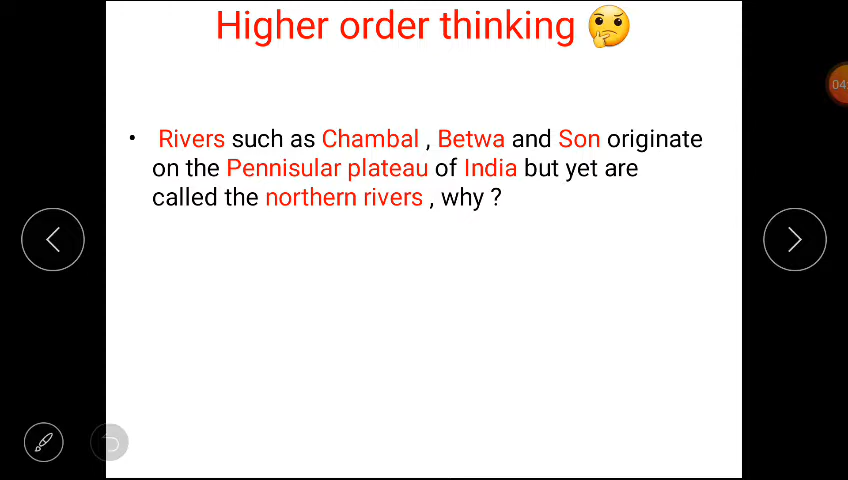 Higher order thinking 🤔
04:
• Rivers such as Chambal , Betwa and Son originate
on the Pennisular plateau of India but yet are
called the northern rivers , why ?